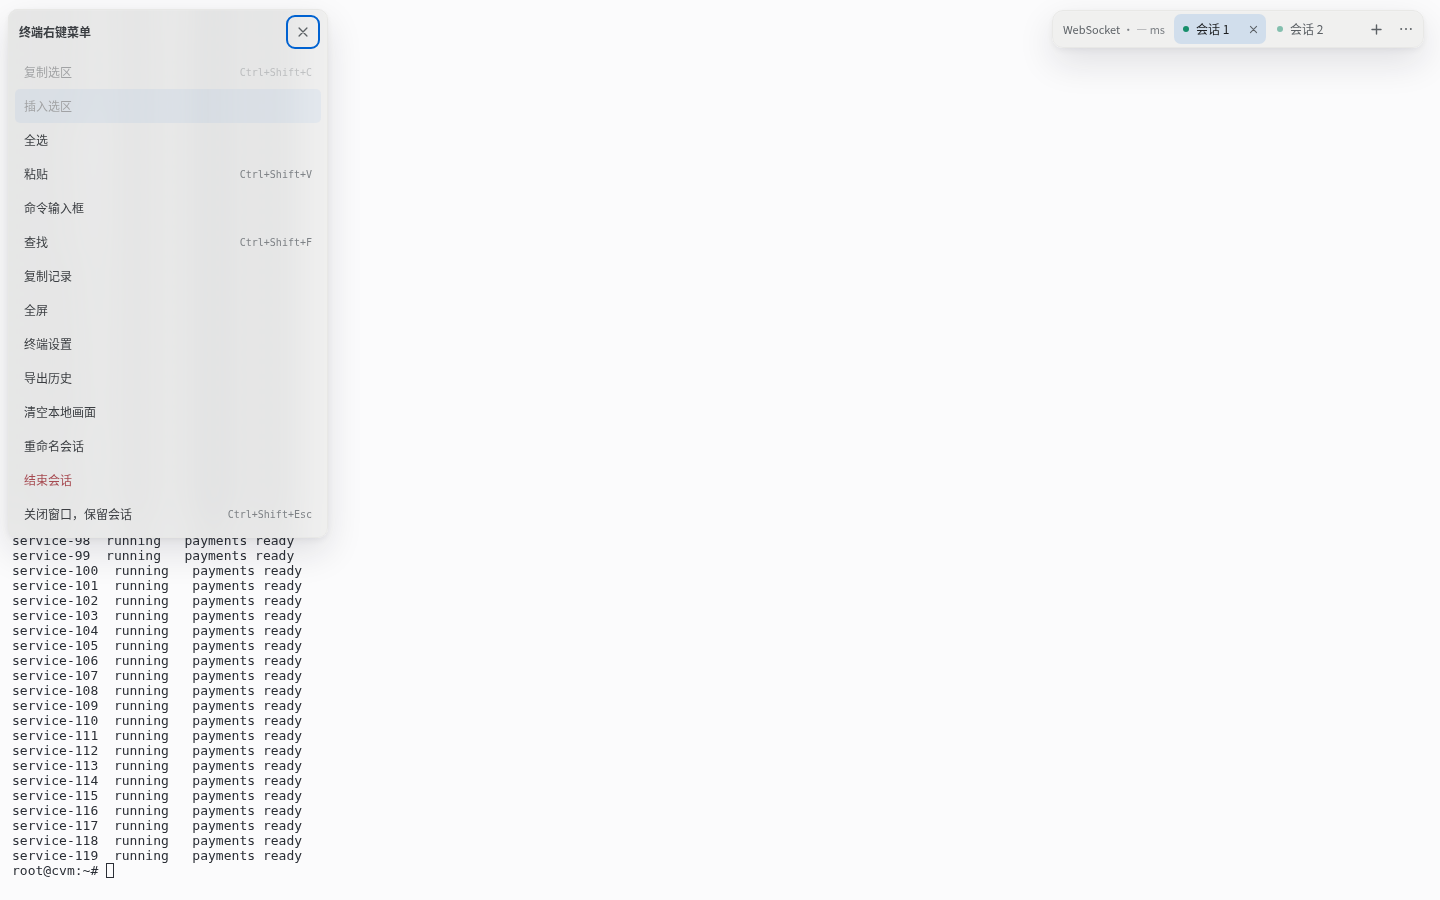 终端右键菜单
WebSocket · — ms 会话 1 会话 2
复制选区 Ctrl+Shift+C
插入选区
全选
粘贴 Ctrl+Shift+V
命令输入框
查找 Ctrl+Shift+F
复制记录
全屏
终端设置
导出历史
清空本地画面
重命名会话
结束会话
关闭窗口，保留会话 Ctrl+Shift+Esc
service-98 running payments ready
service-99 running payments ready
service-100 running payments ready
service-101 running payments ready
service-102 running payments ready
service-103 running payments ready
service-104 running payments ready
service-105 running payments ready
service-106 running payments ready
service-107 running payments ready
service-108 running payments ready
service-109 running payments ready
service-110 running payments ready
service-111 running payments ready
service-112 running payments ready
service-113 running payments ready
service-114 running payments ready
service-115 running payments ready
service-116 running payments ready
service-117 running payments ready
service-118 running payments ready
service-119 running payments ready
root@cvm:~#